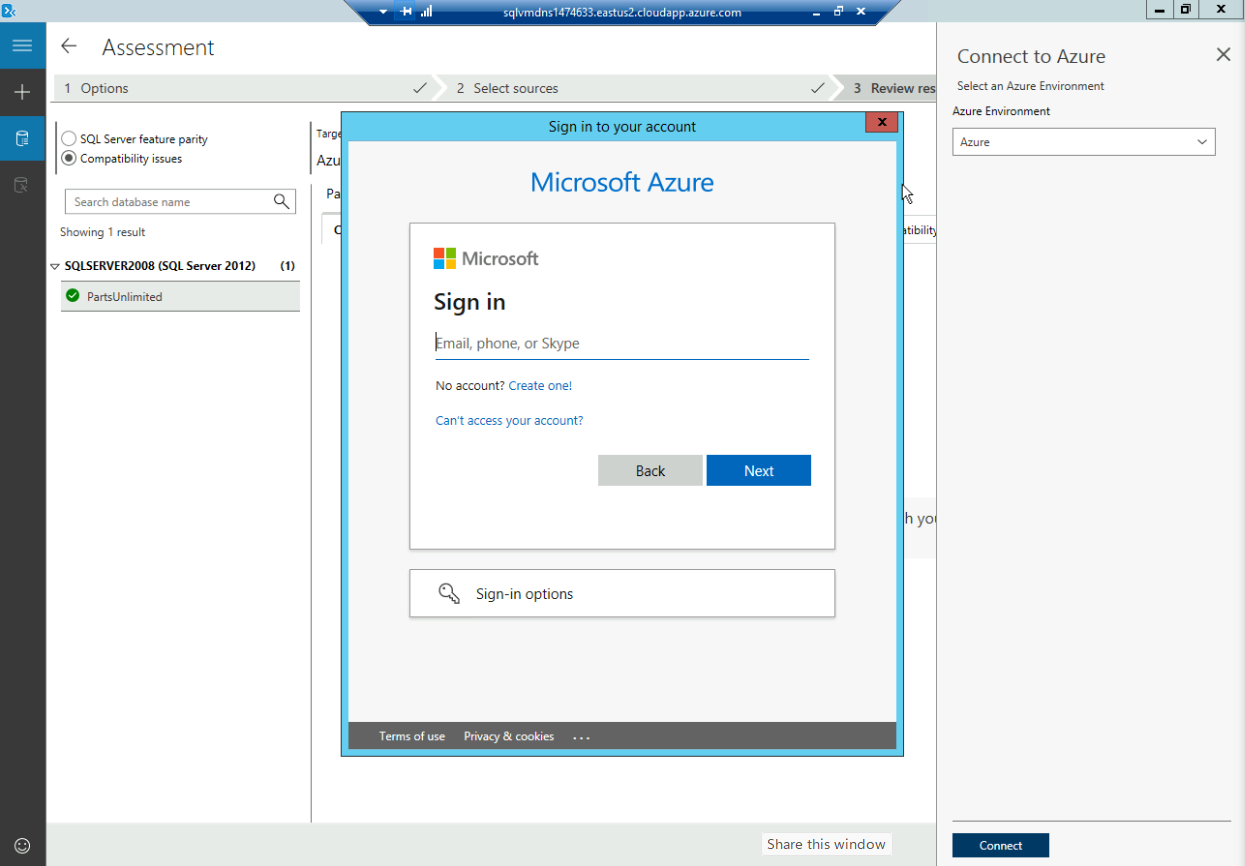 sqlvmdns1474633.eastus2.cloudapp.azure.com
Assessment
1 Options
2 Select sources
3 Review res
SQL Server feature parity
Compatibility issues
Search database name
Showing 1 result
SQLSERVER2008 (SQL Server 2012) (1)
PartsUnlimited
Targe
Azu
Pa
C
atibility
h you
Sign in to your account
Microsoft Azure
Microsoft
Sign in
Email, phone, or Skype
No account? Create one!
Can't access your account?
Back
Next
Sign-in options
Terms of use
Privacy & cookies
...
Share this window
Connect to Azure
Select an Azure Environment
Azure Environment
Azure
Connect